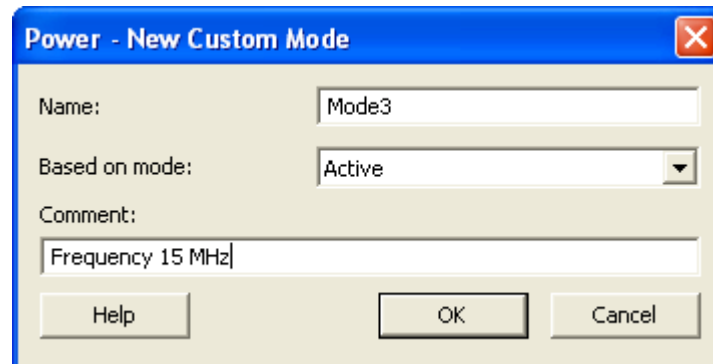 Power - New Custom Mode
Name: Mode3
Based on mode: Active
Comment:
Frequency 15 MHz
Help OK Cancel